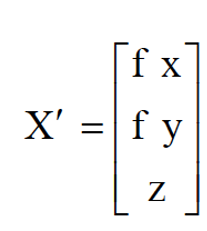 f x
X′ = f y
z